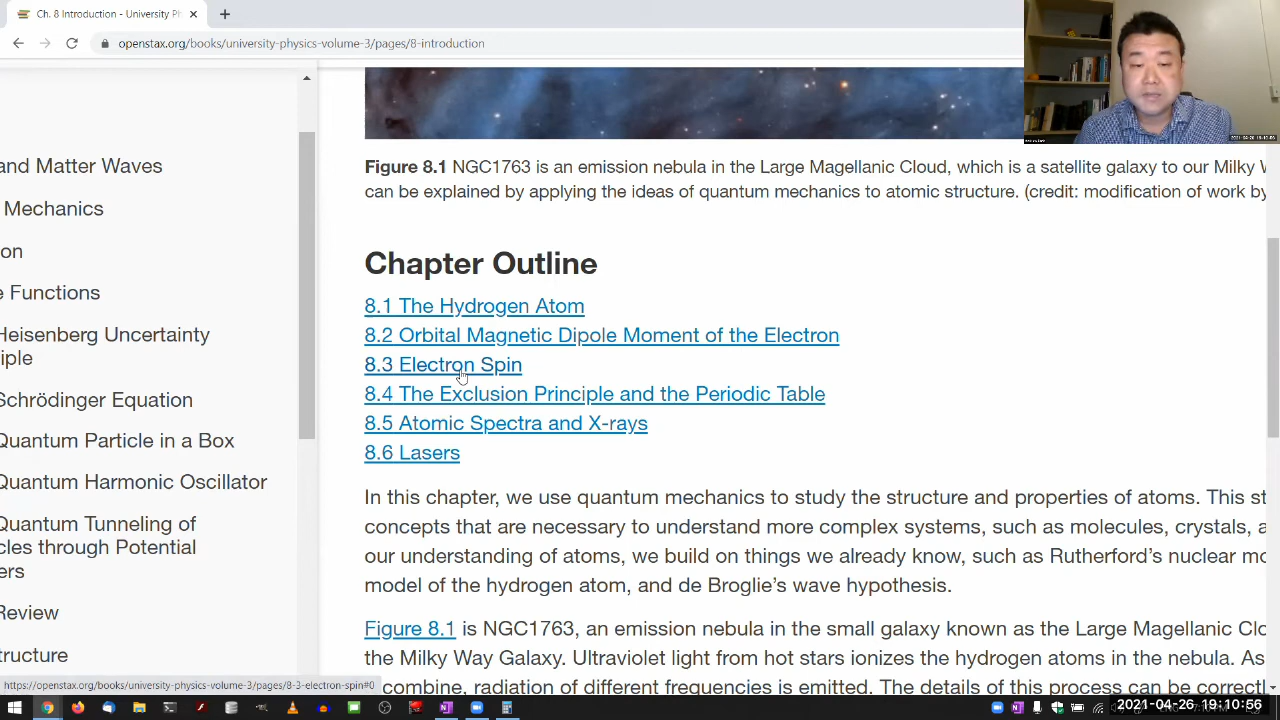 Ch. 8 Introduction - University Ph
openstax.org/books/university-physics-volume-3/pages/8-introduction
and Matter Waves
Mechanics
on
e Functions
Heisenberg Uncertainty
iple
Schrödinger Equation
Quantum Particle in a Box
Quantum Harmonic Oscillator
Quantum Tunneling of
cles through Potential
ers
Review
tructure
Figure 8.1 NGC1763 is an emission nebula in the Large Magellanic Cloud, which is a satellite galaxy to our Milky W
can be explained by applying the ideas of quantum mechanics to atomic structure. (credit: modification of work by
Chapter Outline
8.1 The Hydrogen Atom
8.2 Orbital Magnetic Dipole Moment of the Electron
8.3 Electron Spin
8.4 The Exclusion Principle and the Periodic Table
8.5 Atomic Spectra and X-rays
8.6 Lasers
In this chapter, we use quantum mechanics to study the structure and properties of atoms. This st
concepts that are necessary to understand more complex systems, such as molecules, crystals, a
our understanding of atoms, we build on things we already know, such as Rutherford's nuclear mo
model of the hydrogen atom, and de Broglie's wave hypothesis.
Figure 8.1 is NGC1763, an emission nebula in the small galaxy known as the Large Magellanic Clo
the Milky Way Galaxy. Ultraviolet light from hot stars ionizes the hydrogen atoms in the nebula. As
combine, radiation of different frequencies is emitted. The details of this process can be correctl
https://openstax.org/books/university-physics-volume-3/pages/8-3-electron-spin#0
2021-04-26 19:10:56
2021-04-26 19:10:56